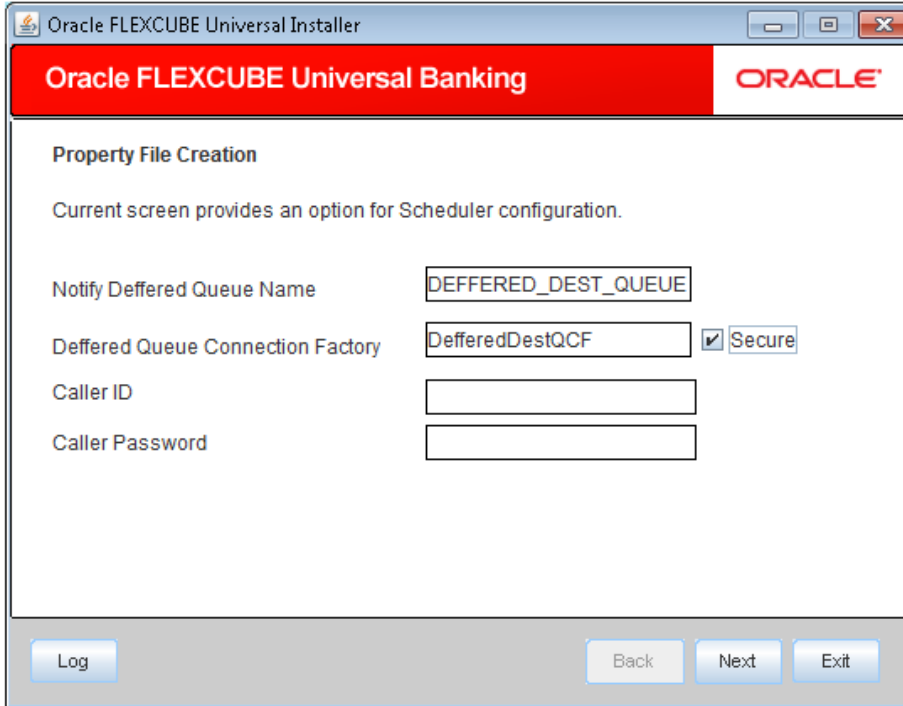 Oracle FLEXCUBE Universal Installer
Oracle FLEXCUBE Universal Banking
ORACLE
Property File Creation
Current screen provides an option for Scheduler configuration.
Notify Deffered Queue Name DEFFERED_DEST_QUEUE
Deffered Queue Connection Factory DefferedDestQCF Secure
Caller ID
Caller Password
Log Back Next Exit